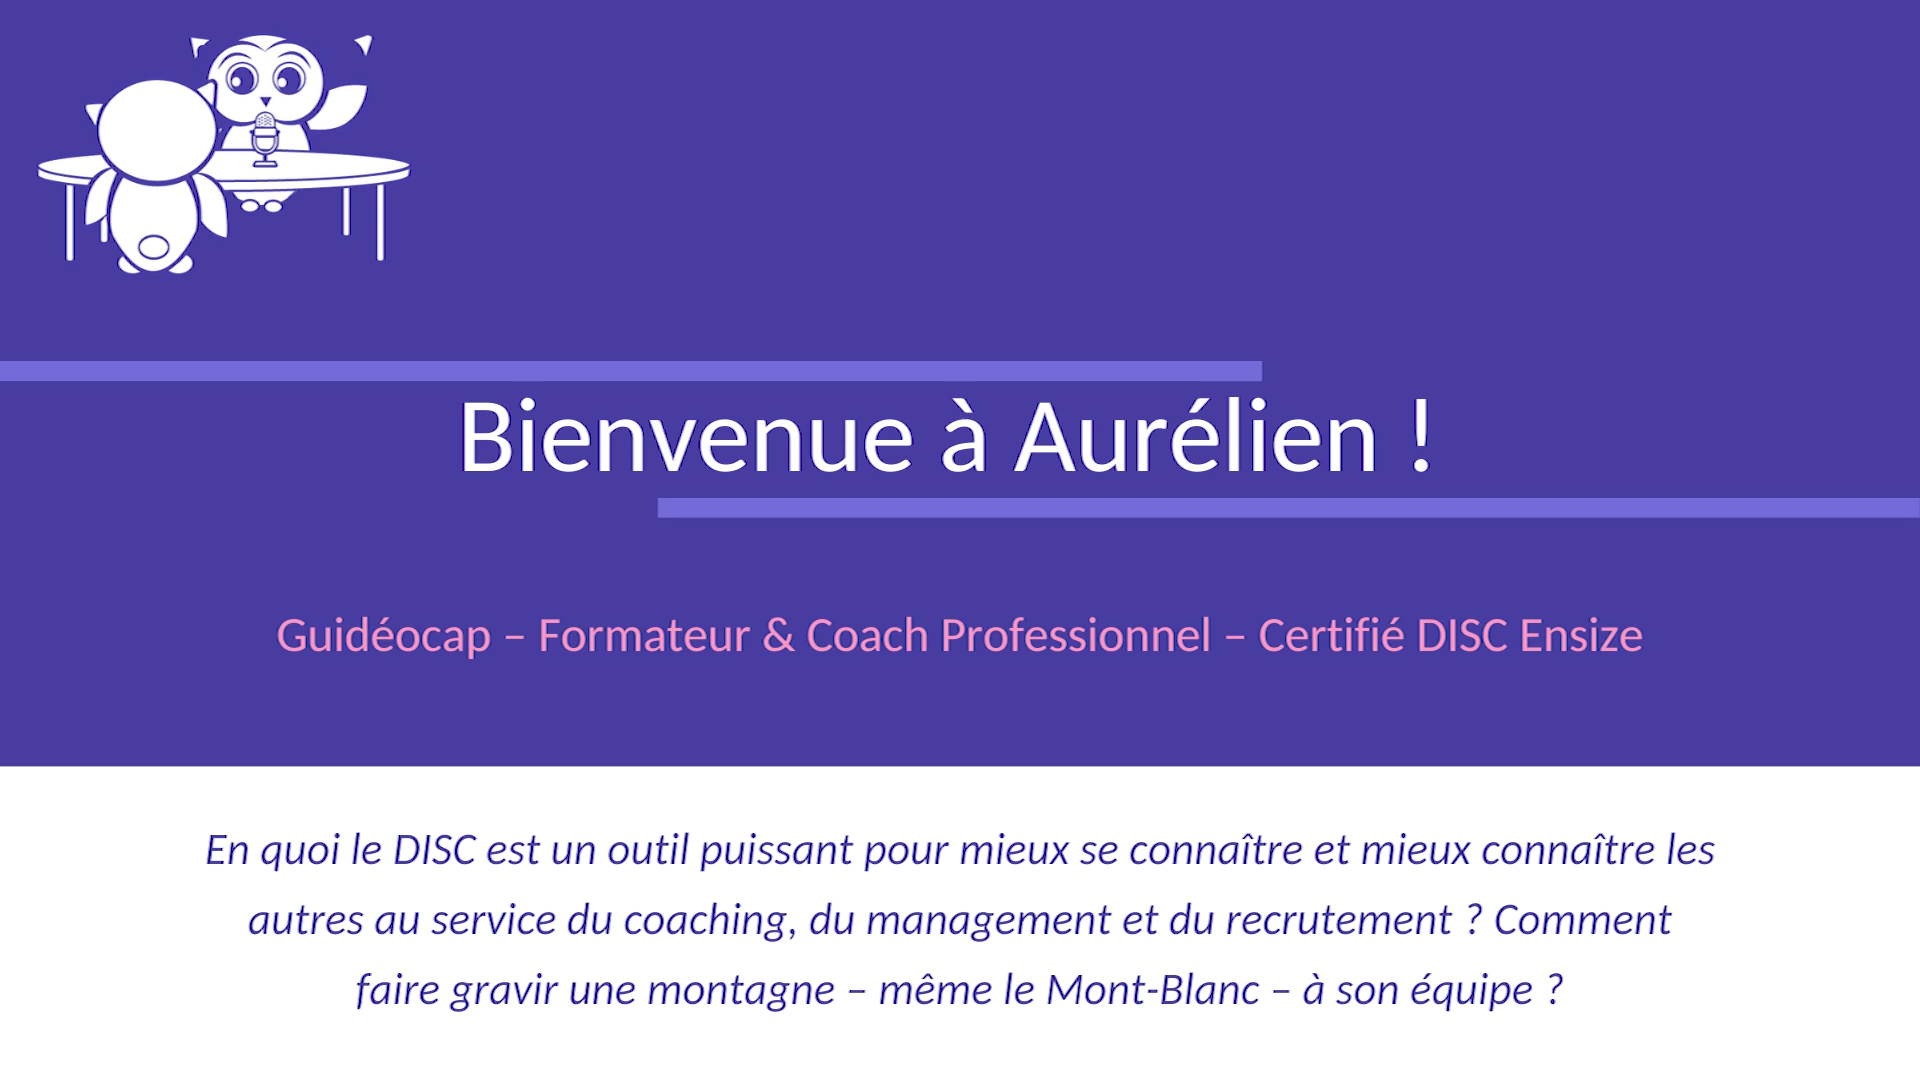 Bienvenue à Aurélien !
Guidéocap – Formateur & Coach Professionnel – Certifié DISC Ensize
En quoi le DISC est un outil puissant pour mieux se connaître et mieux connaître les
autres au service du coaching, du management et du recrutement ? Comment
faire gravir une montagne – même le Mont-Blanc – à son équipe ?